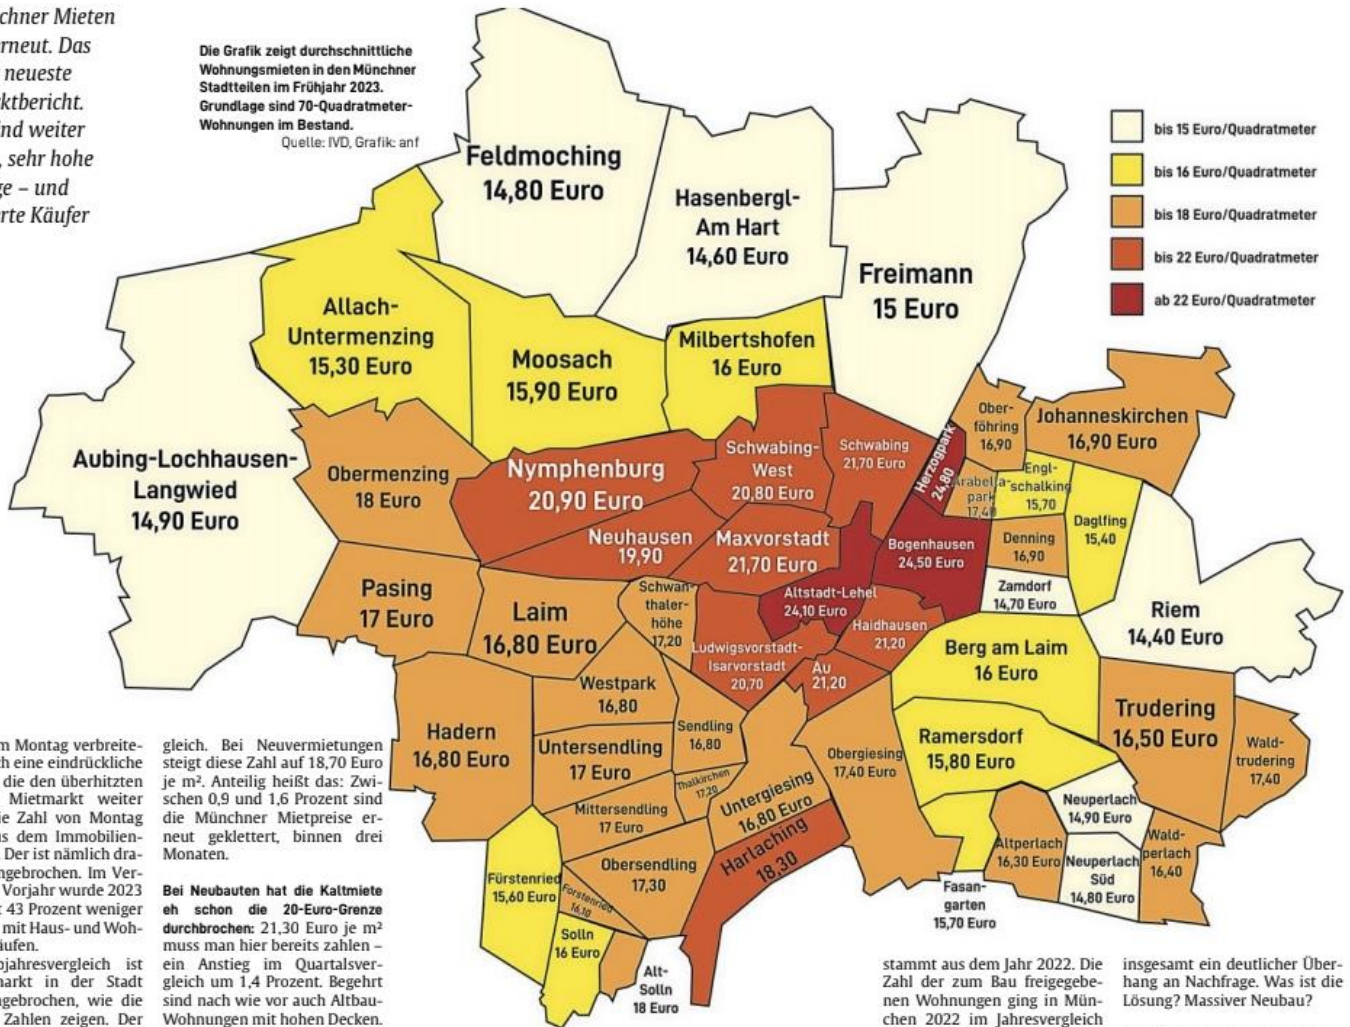 chner Mieten
erneut. Das
neueste
ktbericht.
ind weiter
, sehr hohe
ge – und
rte Käufer
Die Grafik zeigt durchschnittliche
Wohnungsmieten in den Münchner
Stadtteilen im Frühjahr 2023.
Grundlage sind 70-Quadratmeter-
Wohnungen im Bestand.
Quelle: IVD, Grafik: anf
bis 15 Euro/Quadratmeter
bis 16 Euro/Quadratmeter
bis 18 Euro/Quadratmeter
bis 22 Euro/Quadratmeter
ab 22 Euro/Quadratmeter
Feldmoching
14,80 Euro
Hasenbergl-
Am Hart
14,60 Euro
Freimann
15 Euro
Allach-
Untermenzing
15,30 Euro
Moosach
15,90 Euro
Milbertshofen
16 Euro
Aubing-Lochhausen-
Langwied
14,90 Euro
Obermenzing
18 Euro
Nymphenburg
20,90 Euro
Schwabing-
West
20,80 Euro
Schwabing
21,70 Euro
Herzogpark
24,80
Ober-
föhring
16,90
Johanneskirchen
16,90 Euro
Arabella-
park
17,40
Engl-
schalking
15,70
Daglfing
15,40
Neuhausen
19,90
Maxvorstadt
21,70 Euro
Bogenhausen
24,50 Euro
Denning
16,90
Zamdorf
14,70 Euro
Riem
14,40 Euro
Pasing
17 Euro
Laim
16,80 Euro
Schwan-
thaler-
höhe
17,20
Altstadt-Lehel
24,10 Euro
Haidhausen
21,20
Ludwigsvorstadt-
Isarvorstadt
20,70
Au
21,20
Berg am Laim
16 Euro
Westpark
16,80
Hadern
16,80 Euro
Untersendling
17 Euro
Sendling
16,80
Thalkirchen
17,20
Untergiesing
16,80 Euro
Obergiesing
17,40 Euro
Ramersdorf
15,80 Euro
Trudering
16,50 Euro
Wald-
trudering
17,40
Mittersendling
17 Euro
Obersendling
17,30
Harlaching
18,30
Neuperlach
14,90 Euro
Altperlach
16,30 Euro
Neuperlach
Süd
14,80 Euro
Wald-
perlach
16,40
Fasan-
garten
15,70 Euro
Fürstenried
15,60 Euro
Forstenried
16,10
Solln
16 Euro
Alt-
Solln
18 Euro
m Montag verbreite-
ch eine eindrückliche
die den überhitzten
Mietmarkt weiter
ie Zahl von Montag
us dem Immobilien-
Der ist nämlich dra-
ngebrochen. Im Ver-
Vorjahr wurde 2023
t 43 Prozent weniger
mit Haus- und Woh-
äufen.
bjahresvergleich ist
arkt in der Stadt
ngebrochen, wie die
Zahlen zeigen. Der
gleich. Bei Neuvermietungen
steigt diese Zahl auf 18,70 Euro
je m². Anteilig heißt das: Zwi-
schen 0,9 und 1,6 Prozent sind
die Münchner Mietpreise er-
neut geklettert, binnen drei
Monaten.
Bei Neubauten hat die Kaltmiete
eh schon die 20-Euro-Grenze
durchbrochen: 21,30 Euro je m²
muss man hier bereits zahlen –
ein Anstieg im Quartalsver-
gleich um 1,4 Prozent. Begehrt
sind nach wie vor auch Altbau-
Wohnungen mit hohen Decken.
stammt aus dem Jahr 2022. Die
Zahl der zum Bau freigegebe-
nen Wohnungen ging in Mün-
chen 2022 im Jahresvergleich
insgesamt ein deutlicher Über-
hang an Nachfrage. Was ist die
Lösung? Massiver Neubau?